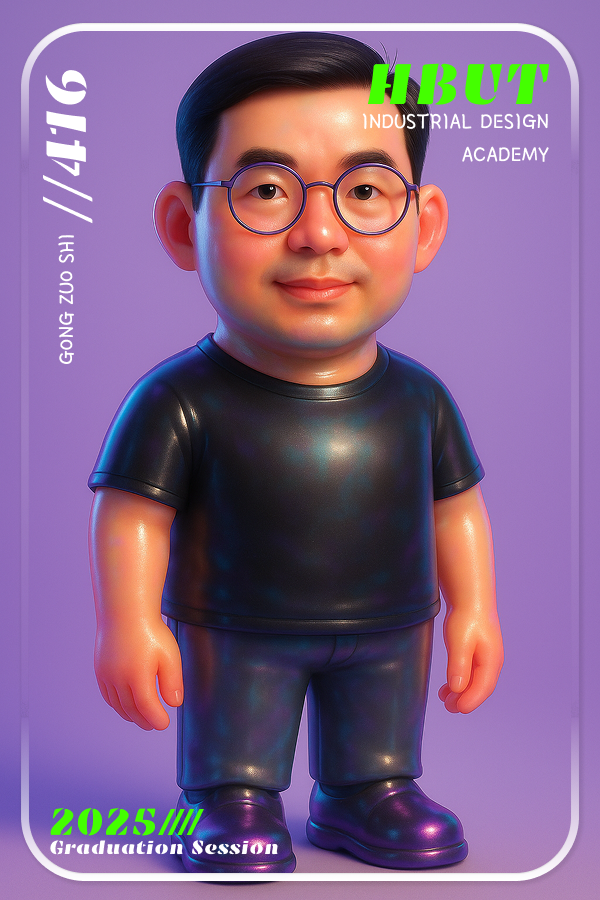 HBUT
INDUSTRIAL DESIGN
ACADEMY
416//
GONG ZUO SHI
2025////
Graduation Session